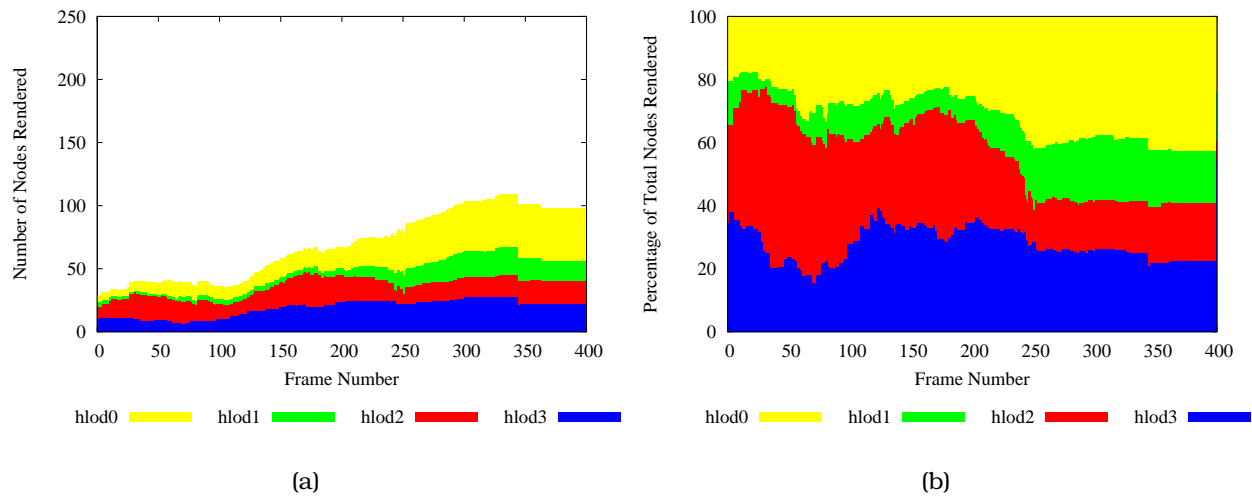 250
200
150
100
50
0
Number of Nodes Rendered
0 50 100 150 200 250 300 350 400
Frame Number
hlod0 hlod1 hlod2 hlod3
(a)
100
80
60
40
20
0
Percentage of Total Nodes Rendered
0 50 100 150 200 250 300 350 400
Frame Number
hlod0 hlod1 hlod2 hlod3
(b)